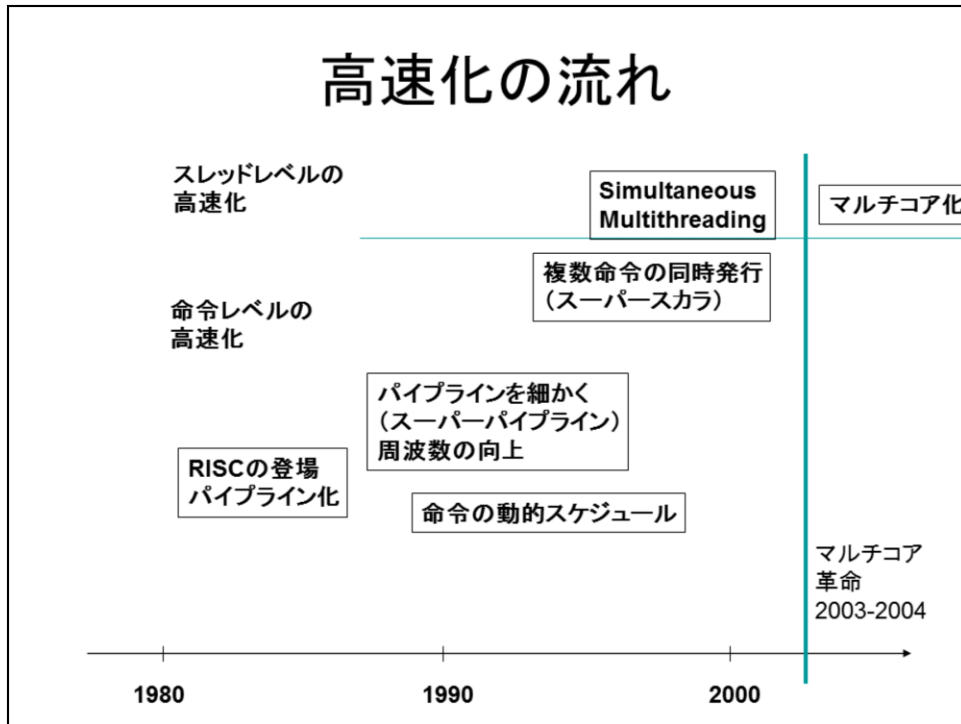 高速化の流れ
スレッドレベルの
高速化
Simultaneous
Multithreading
マルチコア化
複数命令の同時発行
（スーパースカラ）
命令レベルの
高速化
パイプラインを細かく
（スーパーパイプライン）
周波数の向上
RISCの登場
パイプライン化
命令の動的スケジュール
マルチコア
革命
2003-2004
1980
1990
2000